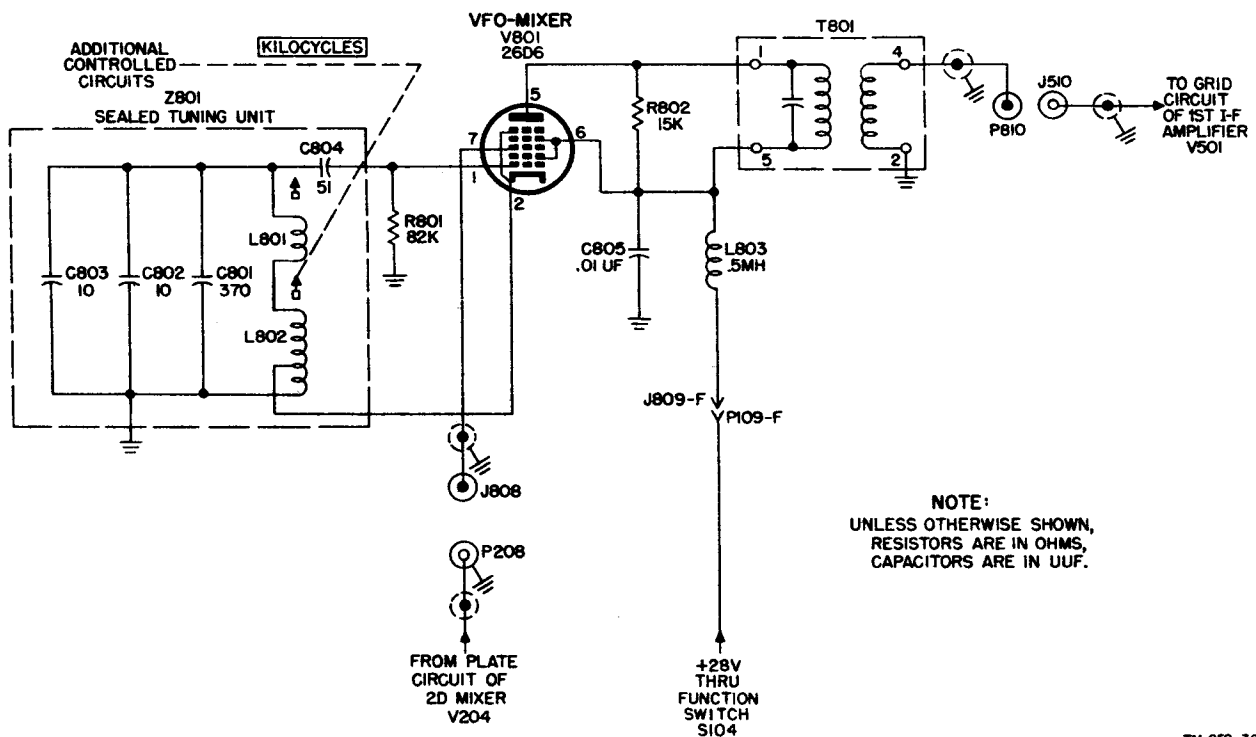 VFO-MIXER
V801
26D6
ADDITIONAL
CONTROLLED
CIRCUITS
KILOCYCLES
Z801
SEALED TUNING UNIT
C804
51
L801
L802
C803
10
C802
10
C801
370
R801
82K
5
7
6
1
2
R802
15K
C805
.01 UF
L803
.5MH
T801
1
4
5
2
P810
J510
TO GRID
CIRCUIT
OF 1ST I-F
AMPLIFIER
V501
J809-F
P109-F
J808
P208
FROM PLATE
CIRCUIT OF
2D MIXER
V204
+28V
THRU
FUNCTION
SWITCH
S104
NOTE:
UNLESS OTHERWISE SHOWN,
RESISTORS ARE IN OHMS,
CAPACITORS ARE IN UUF.